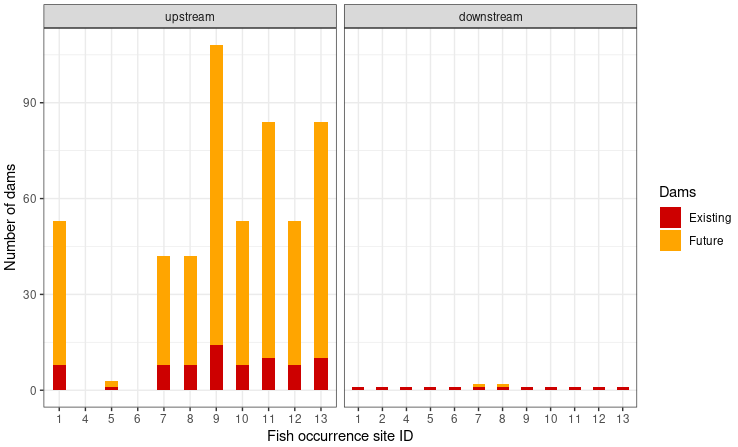 upstream
downstream
Number of dams
90
60
30
0
1 4 5 6 7 8 9 10 11 12 13
1 2 4 5 6 7 8 9 10 11 12 13
Fish occurrence site ID
Dams
Existing
Future